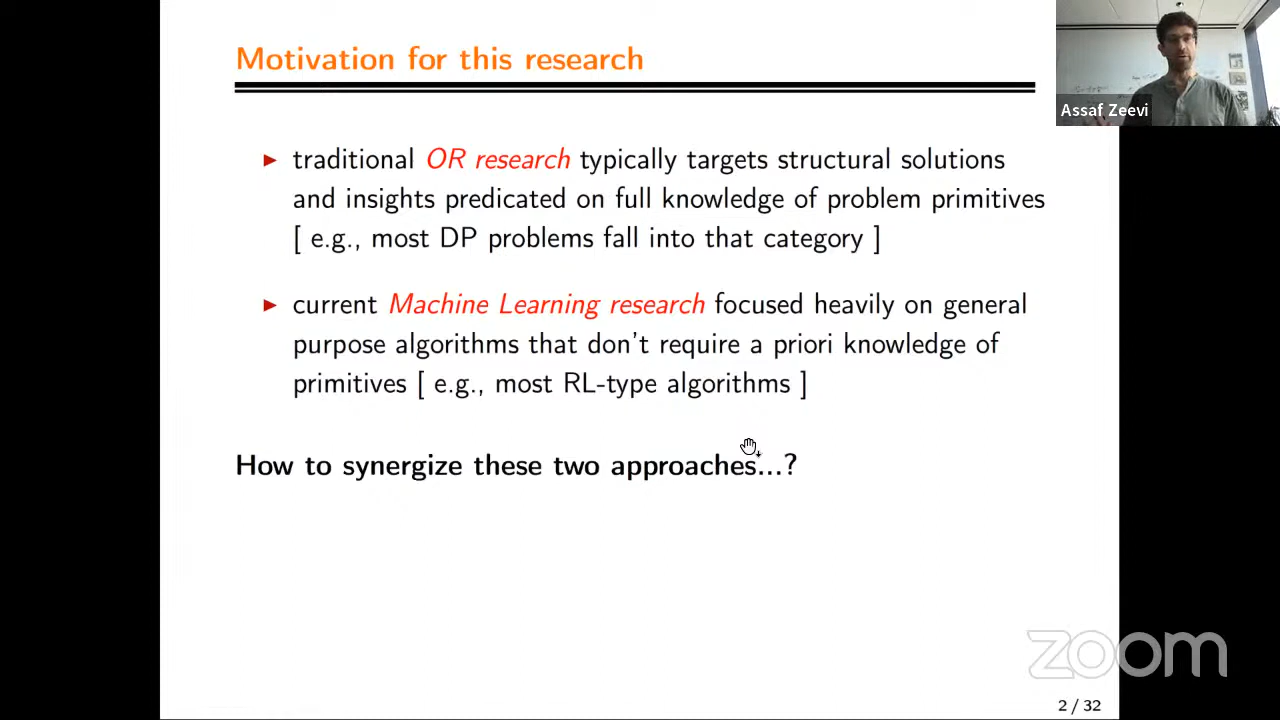 Motivation for this research
Assaf Zeevi
▶ traditional OR research typically targets structural solutions
and insights predicated on full knowledge of problem primitives
[ e.g., most DP problems fall into that category ]
▶ current Machine Learning research focused heavily on general
purpose algorithms that don't require a priori knowledge of
primitives [ e.g., most RL-type algorithms ]
How to synergize these two approaches...?
zoom
2 / 32